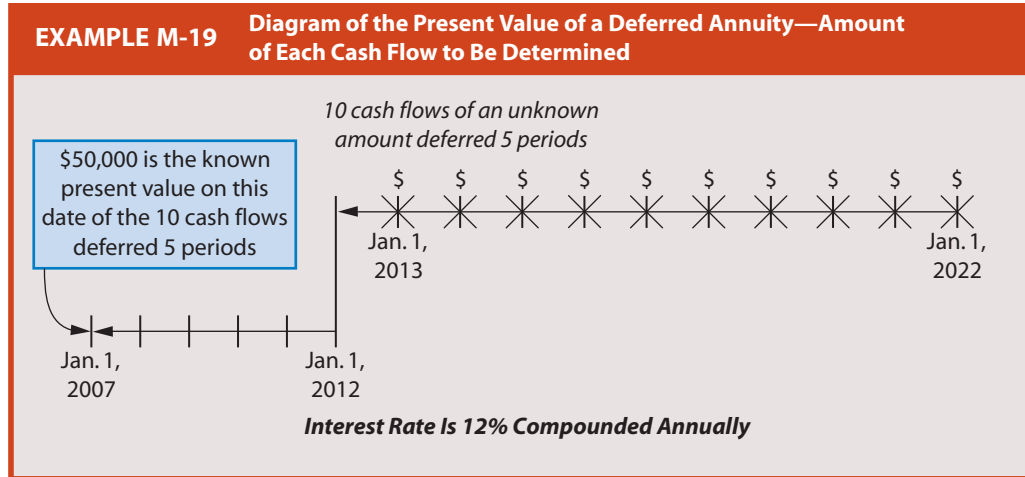 EXAMPLE M-19
Diagram of the Present Value of a Deferred Annuity—Amount
of Each Cash Flow to Be Determined
10 cash flows of an unknown
amount deferred 5 periods
$50,000 is the known
present value on this
date of the 10 cash flows
deferred 5 periods
$ $ $ $ $ $ $ $ $ $
Jan. 1,
2013
Jan. 1,
2022
Jan. 1,
2007
Jan. 1,
2012
Interest Rate Is 12% Compounded Annually